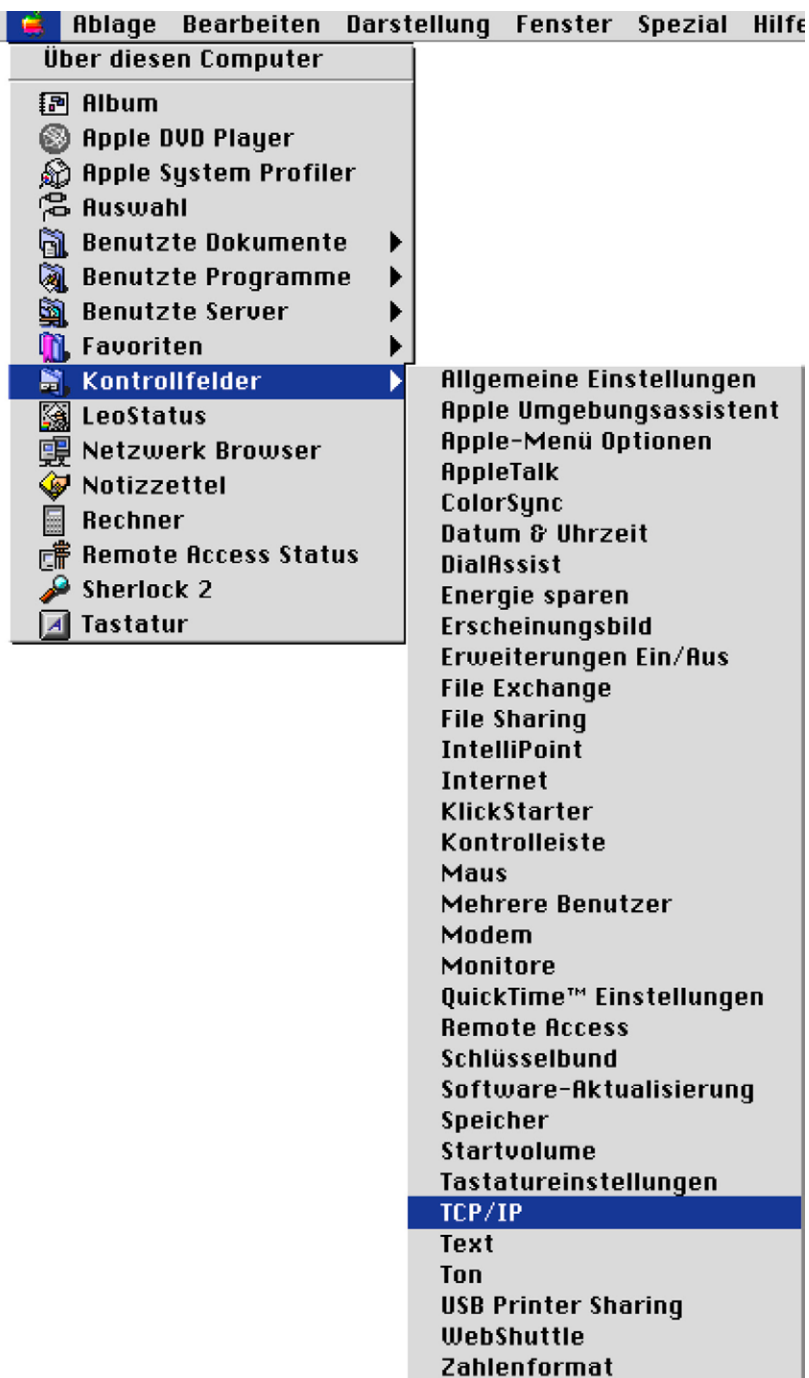 Ablage Bearbeiten Darstellung Fenster Spezial Hilfe
Über diesen Computer
Album
Apple DVD Player
Apple System Profiler
Auswahl
Benutzte Dokumente
Benutzte Programme
Benutzte Server
Favoriten
Kontrollfelder
LeoStatus
Netzwerk Browser
Notizzettel
Rechner
Remote Access Status
Sherlock 2
Tastatur
Allgemeine Einstellungen
Apple Umgebungsassistent
Apple-Menü Optionen
AppleTalk
ColorSync
Datum & Uhrzeit
DialAssist
Energie sparen
Erscheinungsbild
Erweiterungen Ein/Aus
File Exchange
File Sharing
IntelliPoint
Internet
KlickStarter
Kontrolleiste
Maus
Mehrere Benutzer
Modem
Monitore
QuickTime™ Einstellungen
Remote Access
Schlüsselbund
Software-Aktualisierung
Speicher
Startvolume
Tastatureinstellungen
TCP/IP
Text
Ton
USB Printer Sharing
WebShuttle
Zahlenformat